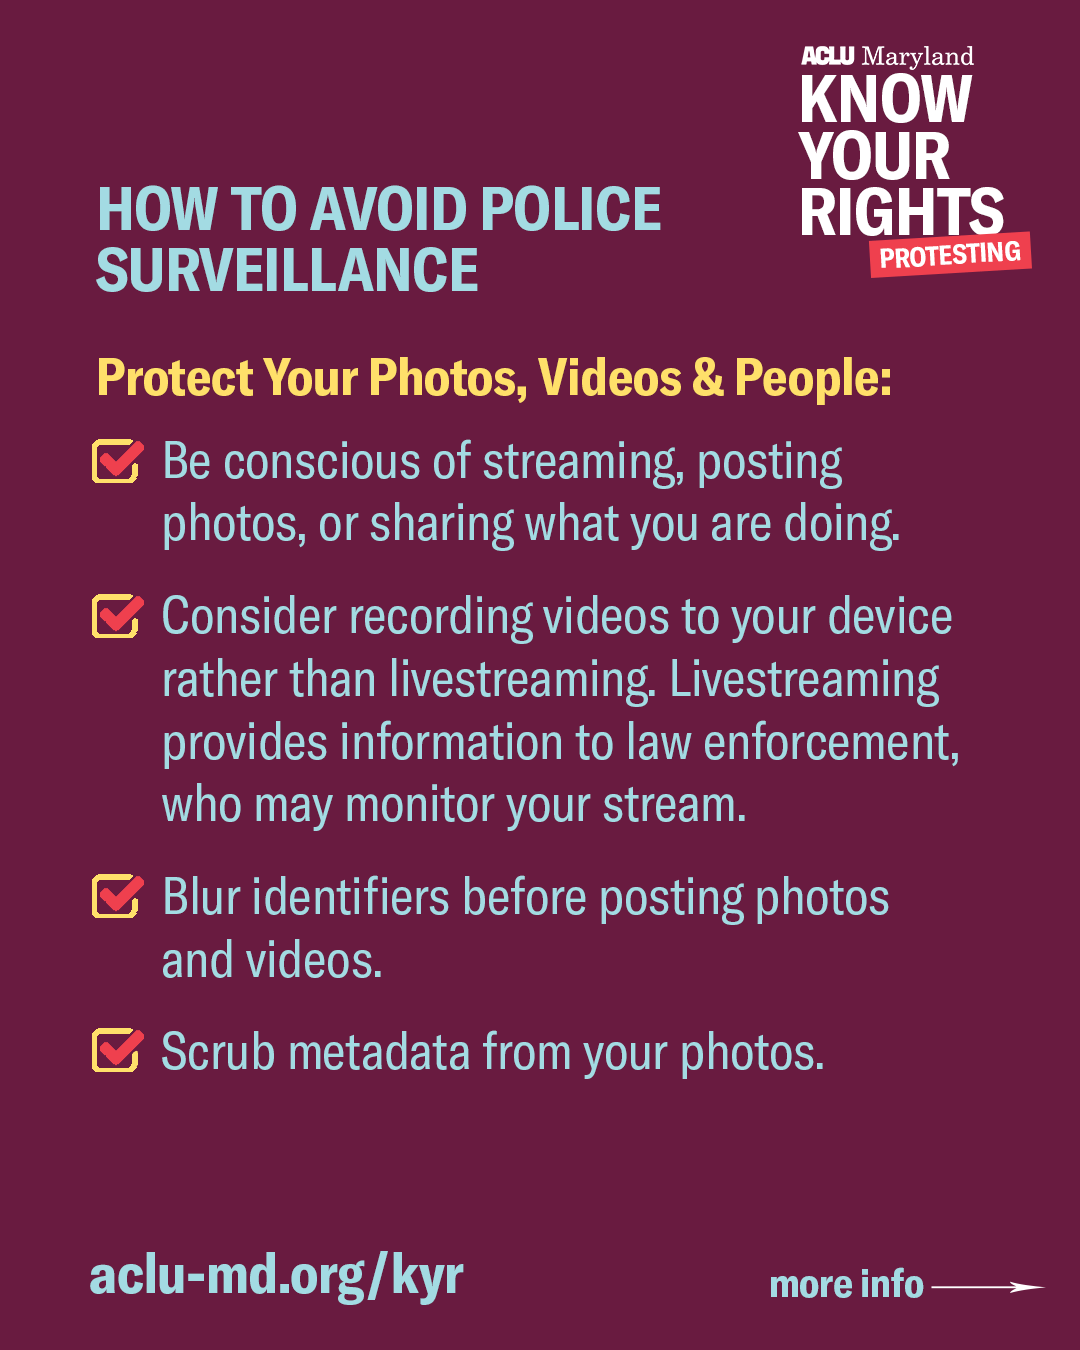 ACLU Maryland
KNOW
YOUR
RIGHTS
PROTESTING
HOW TO AVOID POLICE
SURVEILLANCE
Protect Your Photos, Videos & People:
Be conscious of streaming, posting
photos, or sharing what you are doing.
Consider recording videos to your device
rather than livestreaming. Livestreaming
provides information to law enforcement,
who may monitor your stream.
Blur identifiers before posting photos
and videos.
Scrub metadata from your photos.
aclu-md.org/kyr
more info